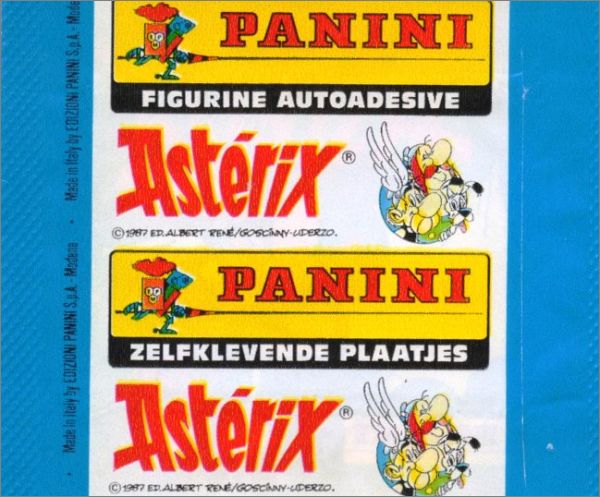 PANINI
FIGURINE AUTOADESIVE
Astérix ®
© 1987 ED. ALBERT RENÉ/GOSCINNY-UDERZO.
PANINI
ZELFKLEVENDE PLAATJES
Astérix ®
© 1987 ED. ALBERT RENÉ/GOSCINNY-UDERZO.
Made in Italy by EDIZIONI PANINI S.p.A. - Modena •
• Made in Italy by EDIZIONI PANINI S.p.A. - Mode